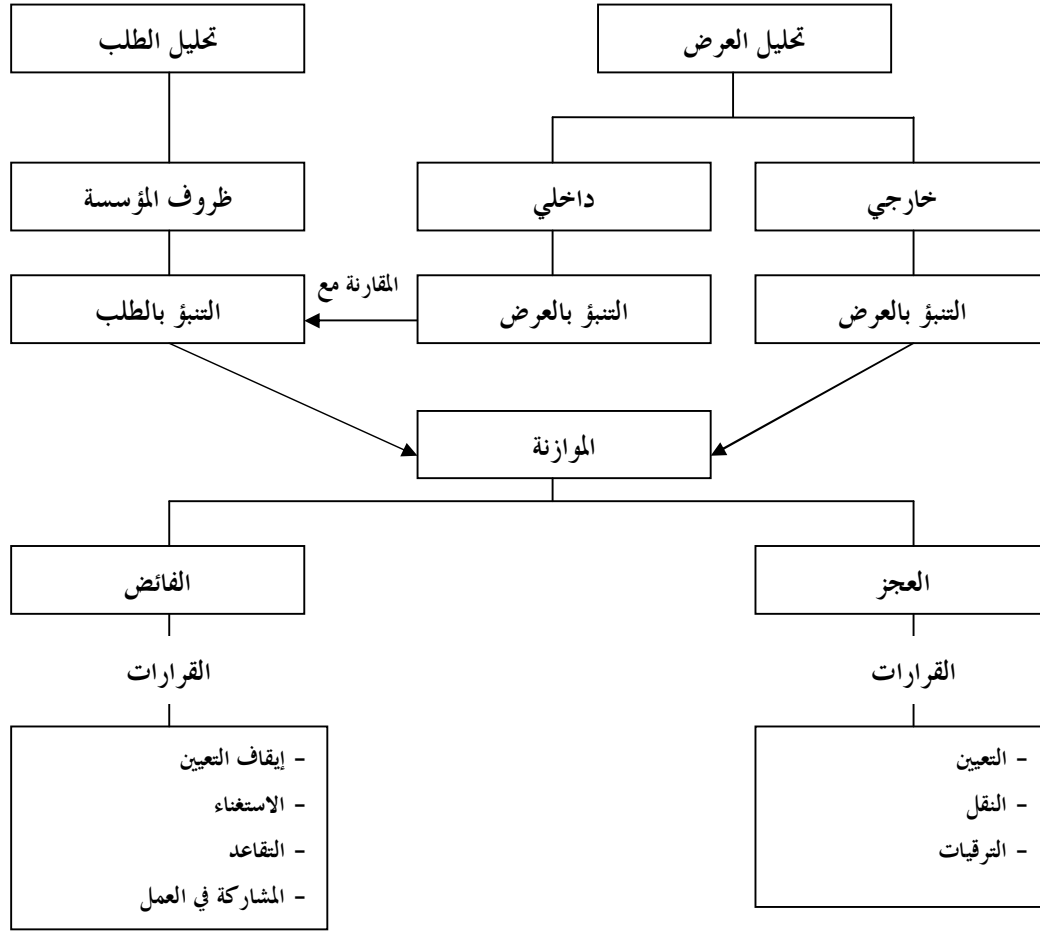 تحليل العرض
تحليل الطلب
خارجي
داخلي
ظروف المؤسسة
التنبؤ بالعرض
التنبؤ بالعرض
المقارنة مع
التنبؤ بالطلب
الموازنة
العجز
الفائض
القرارات
القرارات
- التعيين
- النقل
- الترقيات
- إيقاف التعيين
- الاستغناء
- التقاعد
- المشاركة في العمل